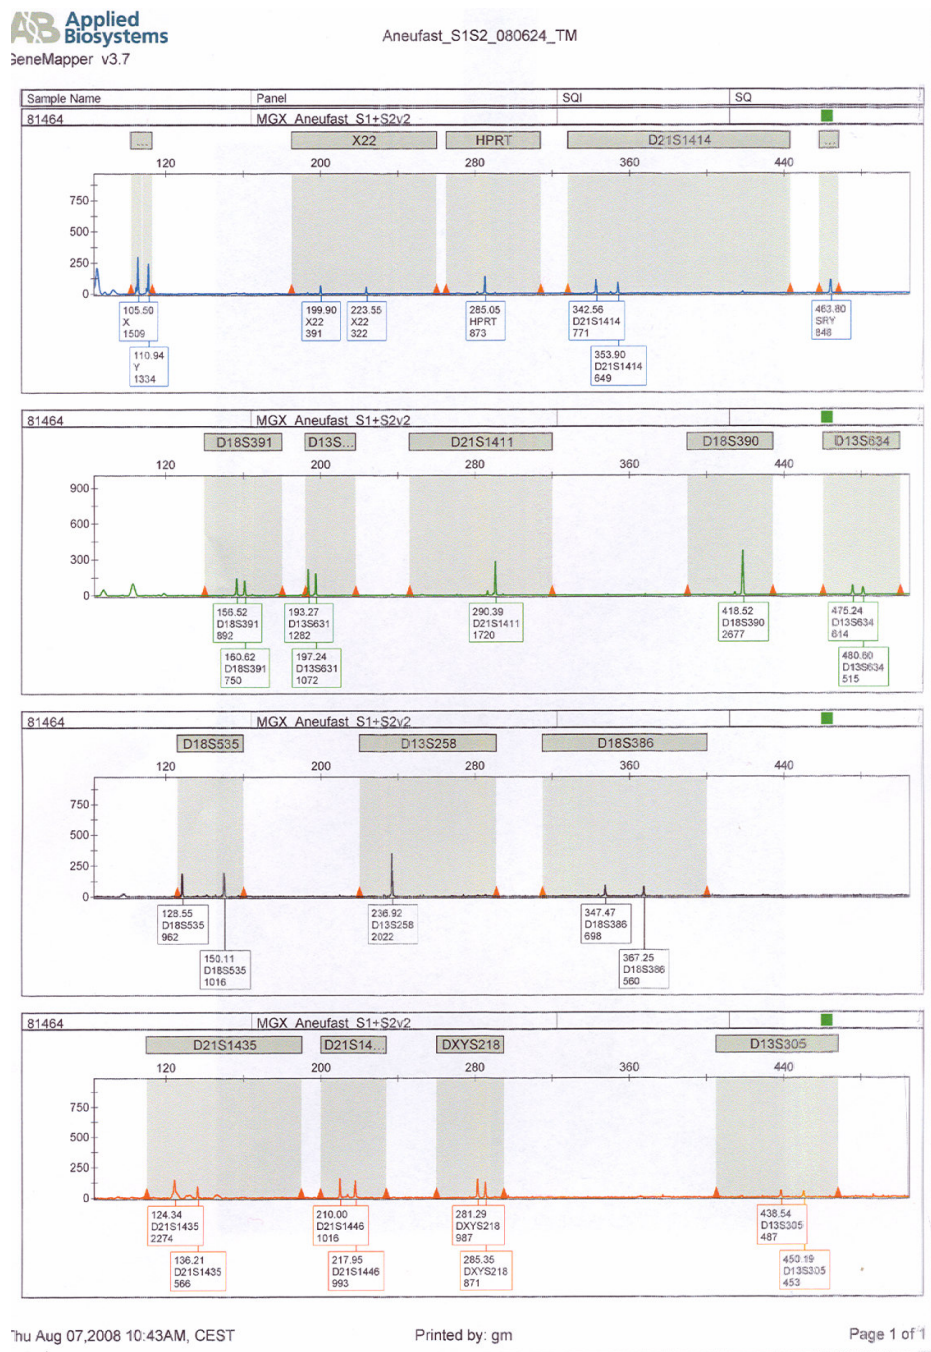 Applied
Biosystems
GeneMapper v3.7
Aneufast_S1S2_080624_TM
Sample Name Panel SQI SQ
81464 MGX_Aneufast_S1+S2v2
... X22 HPRT D21S1414 ...
120 200 280 360 440
750
500
250
0
105.50 199.90 223.55 285.05 342.56 463.80
X X22 X22 HPRT D21S1414 SRY
1509 391 322 873 771 848
110.94 353.90
Y D21S1414
1334 649
81464 MGX_Aneufast_S1+S2v2
D18S391 D13S... D21S1411 D18S390 D13S634
120 200 280 360 440
900
600
300
0
156.52 193.27 290.39 418.52 475.24
D18S391 D13S631 D21S1411 D18S390 D13S634
892 1282 1720 2677 614
160.62 197.24 480.60
D18S391 D13S631 D13S634
750 1072 515
81464 MGX_Aneufast_S1+S2v2
D18S535 D13S258 D18S386
120 200 280 360 440
750
500
250
0
128.55 236.92 347.47
D18S535 D13S258 D18S386
962 2022 698
150.11 367.25
D18S535 D18S386
1016 560
81464 MGX_Aneufast_S1+S2v2
D21S1435 D21S14... DXYS218 D13S305
120 200 280 360 440
750
500
250
0
124.34 210.00 281.29 438.54
D21S1435 D21S1446 DXYS218 D13S305
2274 1016 987 487
136.21 217.95 285.35 450.19
D21S1435 D21S1446 DXYS218 D13S305
566 993 871 453
Thu Aug 07,2008 10:43AM, CEST Printed by: gm Page 1 of 1